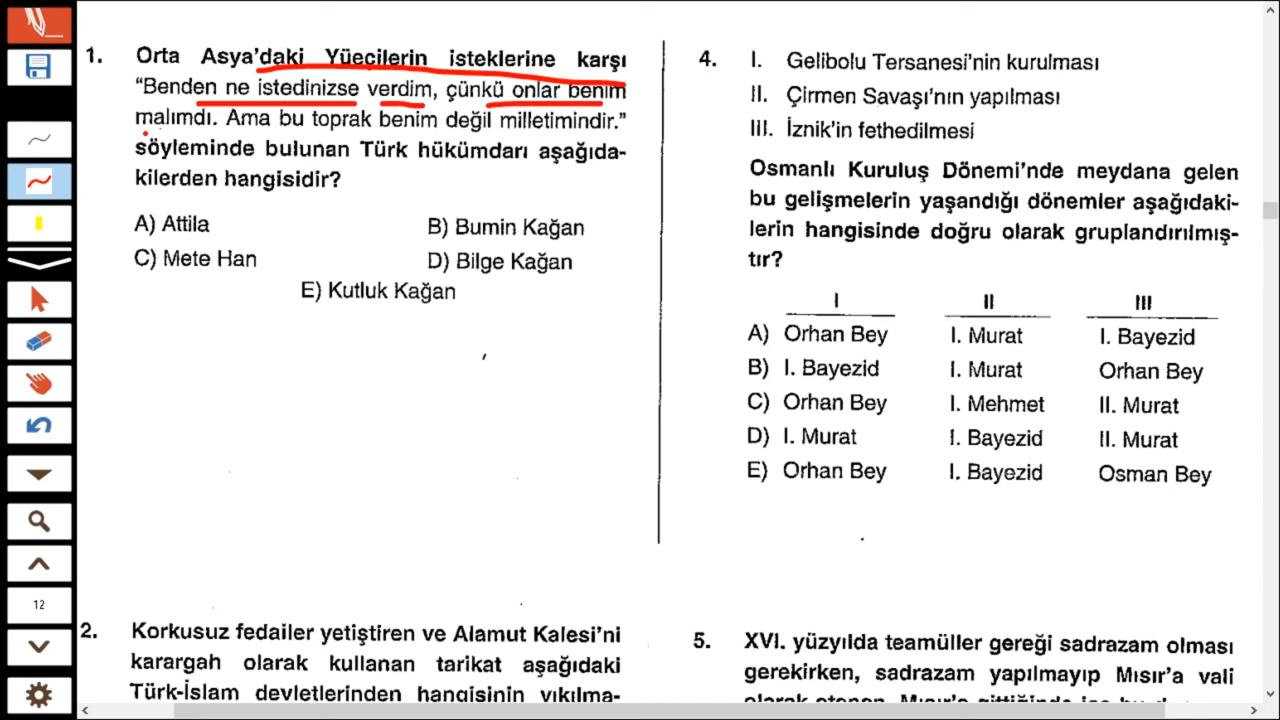 1. Orta Asya'daki Yüeçilerin isteklerine karşı
"Benden ne istedinizse verdim, çünkü onlar benim
malımdı. Ama bu toprak benim değil milletimindir."
söyleminde bulunan Türk hükümdarı aşağıda-
kilerden hangisidir?
A) Attila B) Bumin Kağan
C) Mete Han D) Bilge Kağan
E) Kutluk Kağan
2. Korkusuz fedailer yetiştiren ve Alamut Kalesi'ni
karargah olarak kullanan tarikat aşağıdaki
Türk-İslam devletlerinden hangisinin yıkılma-
4. I. Gelibolu Tersanesi'nin kurulması
II. Çirmen Savaşı'nın yapılması
III. İznik'in fethedilmesi
Osmanlı Kuruluş Dönemi'nde meydana gelen
bu gelişmelerin yaşandığı dönemler aşağıdaki-
lerin hangisinde doğru olarak gruplandırılmış-
tır?
I II III
A) Orhan Bey I. Murat I. Bayezid
B) I. Bayezid I. Murat Orhan Bey
C) Orhan Bey I. Mehmet II. Murat
D) I. Murat I. Bayezid II. Murat
E) Orhan Bey I. Bayezid Osman Bey
5. XVI. yüzyılda teamüller gereği sadrazam olması
gerekirken, sadrazam yapılmayıp Mısır'a vali
12